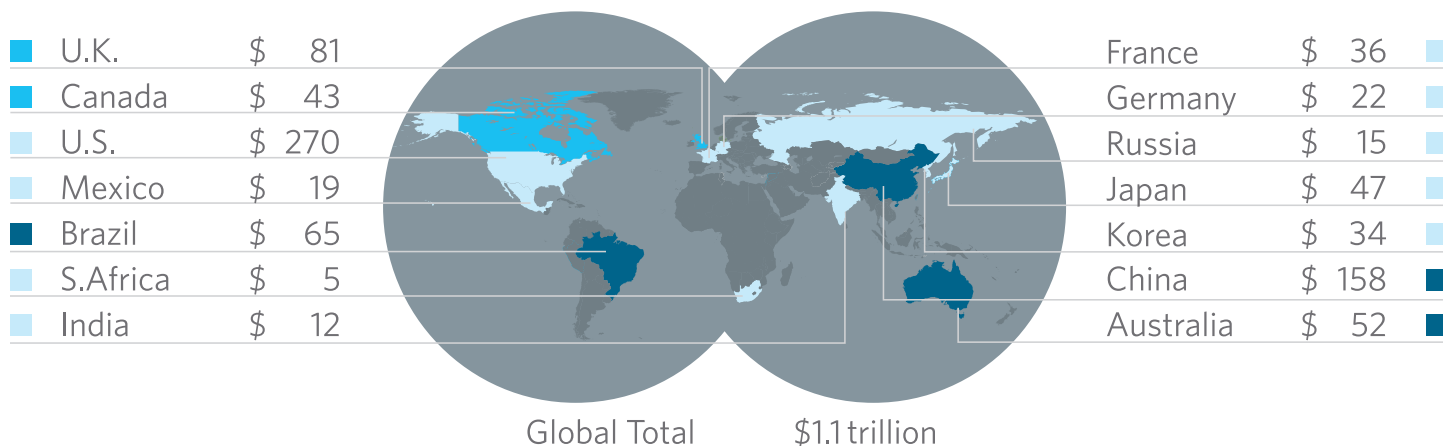 U.K. $ 81
Canada $ 43
U.S. $ 270
Mexico $ 19
Brazil $ 65
S.Africa $ 5
India $ 12
France $ 36
Germany $ 22
Russia $ 15
Japan $ 47
Korea $ 34
China $ 158
Australia $ 52
Global Total $1.1 trillion